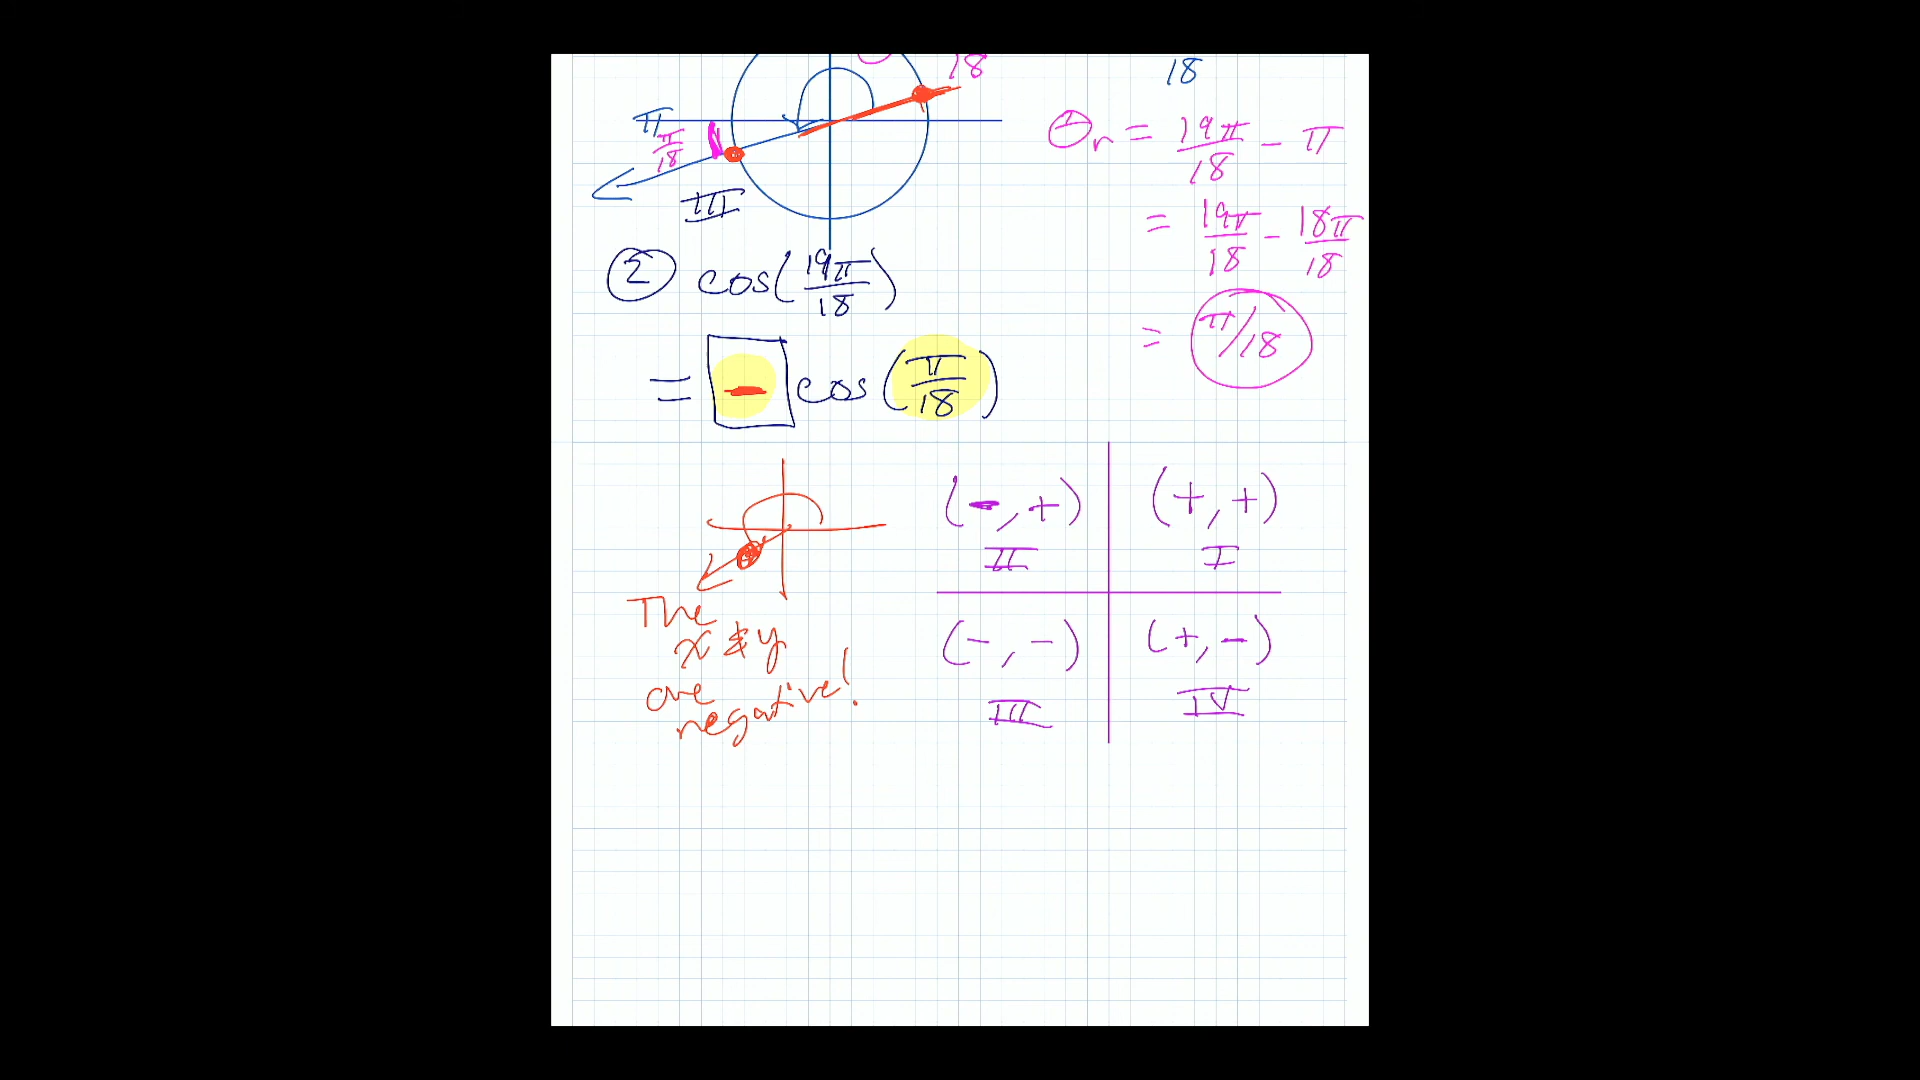 18
18
π
π/18
θr = 19π/18 - π
III
= 19π/18 - 18π/18
② cos(19π/18)
= π/18
= - cos(π/18)
(-, +)
(+, +)
II
I
The
x & y
are
negative!
(-, -)
(+, -)
III
IV